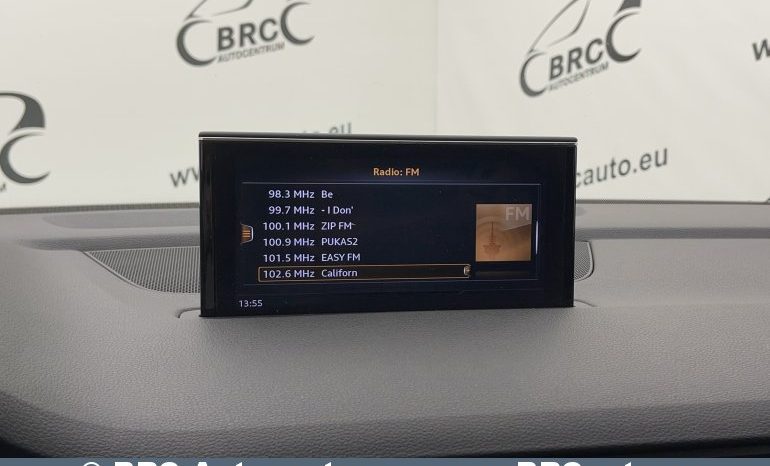 BRC
AUTOCENTRUM
BRC
AUTOCENTRUM
.eu
cauto.eu
Radio: FM
98.3 MHz Be
99.7 MHz - I Don'
100.1 MHz ZIP FM
100.9 MHz PUKAS2
101.5 MHz EASY FM
102.6 MHz Californ
FM
13:55